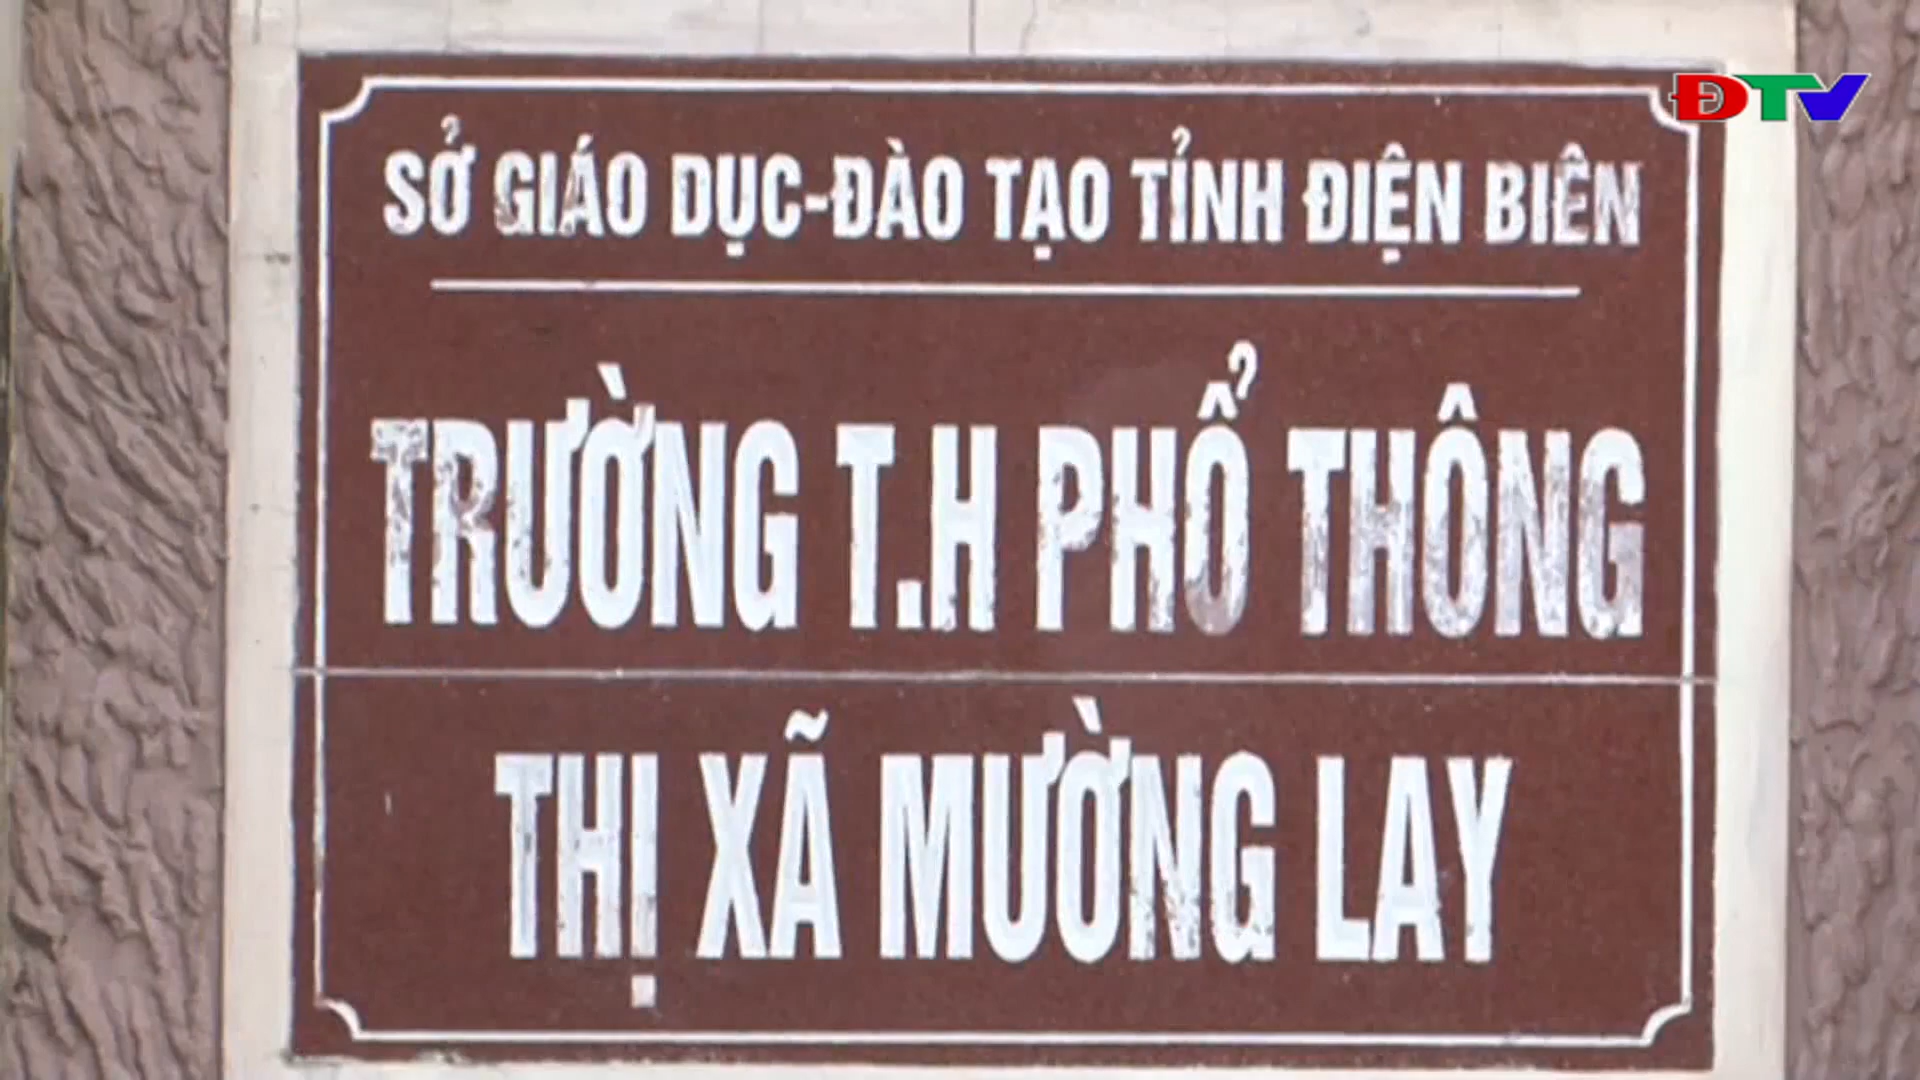 ĐTV
SỞ GIÁO DỤC-ĐÀO TẠO TỈNH ĐIỆN BIÊN
TRƯỜNG T.H PHỔ THÔNG
THỊ XÃ MƯỜNG LAY